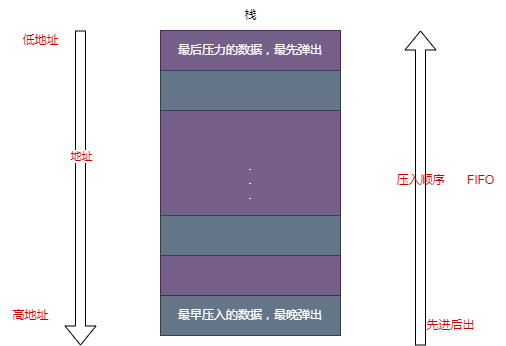 栈
低地址
最后压力的数据，最先弹出
地址
.
.
.
压入顺序 FIFO
高地址
最早压入的数据，最晚弹出
先进后出